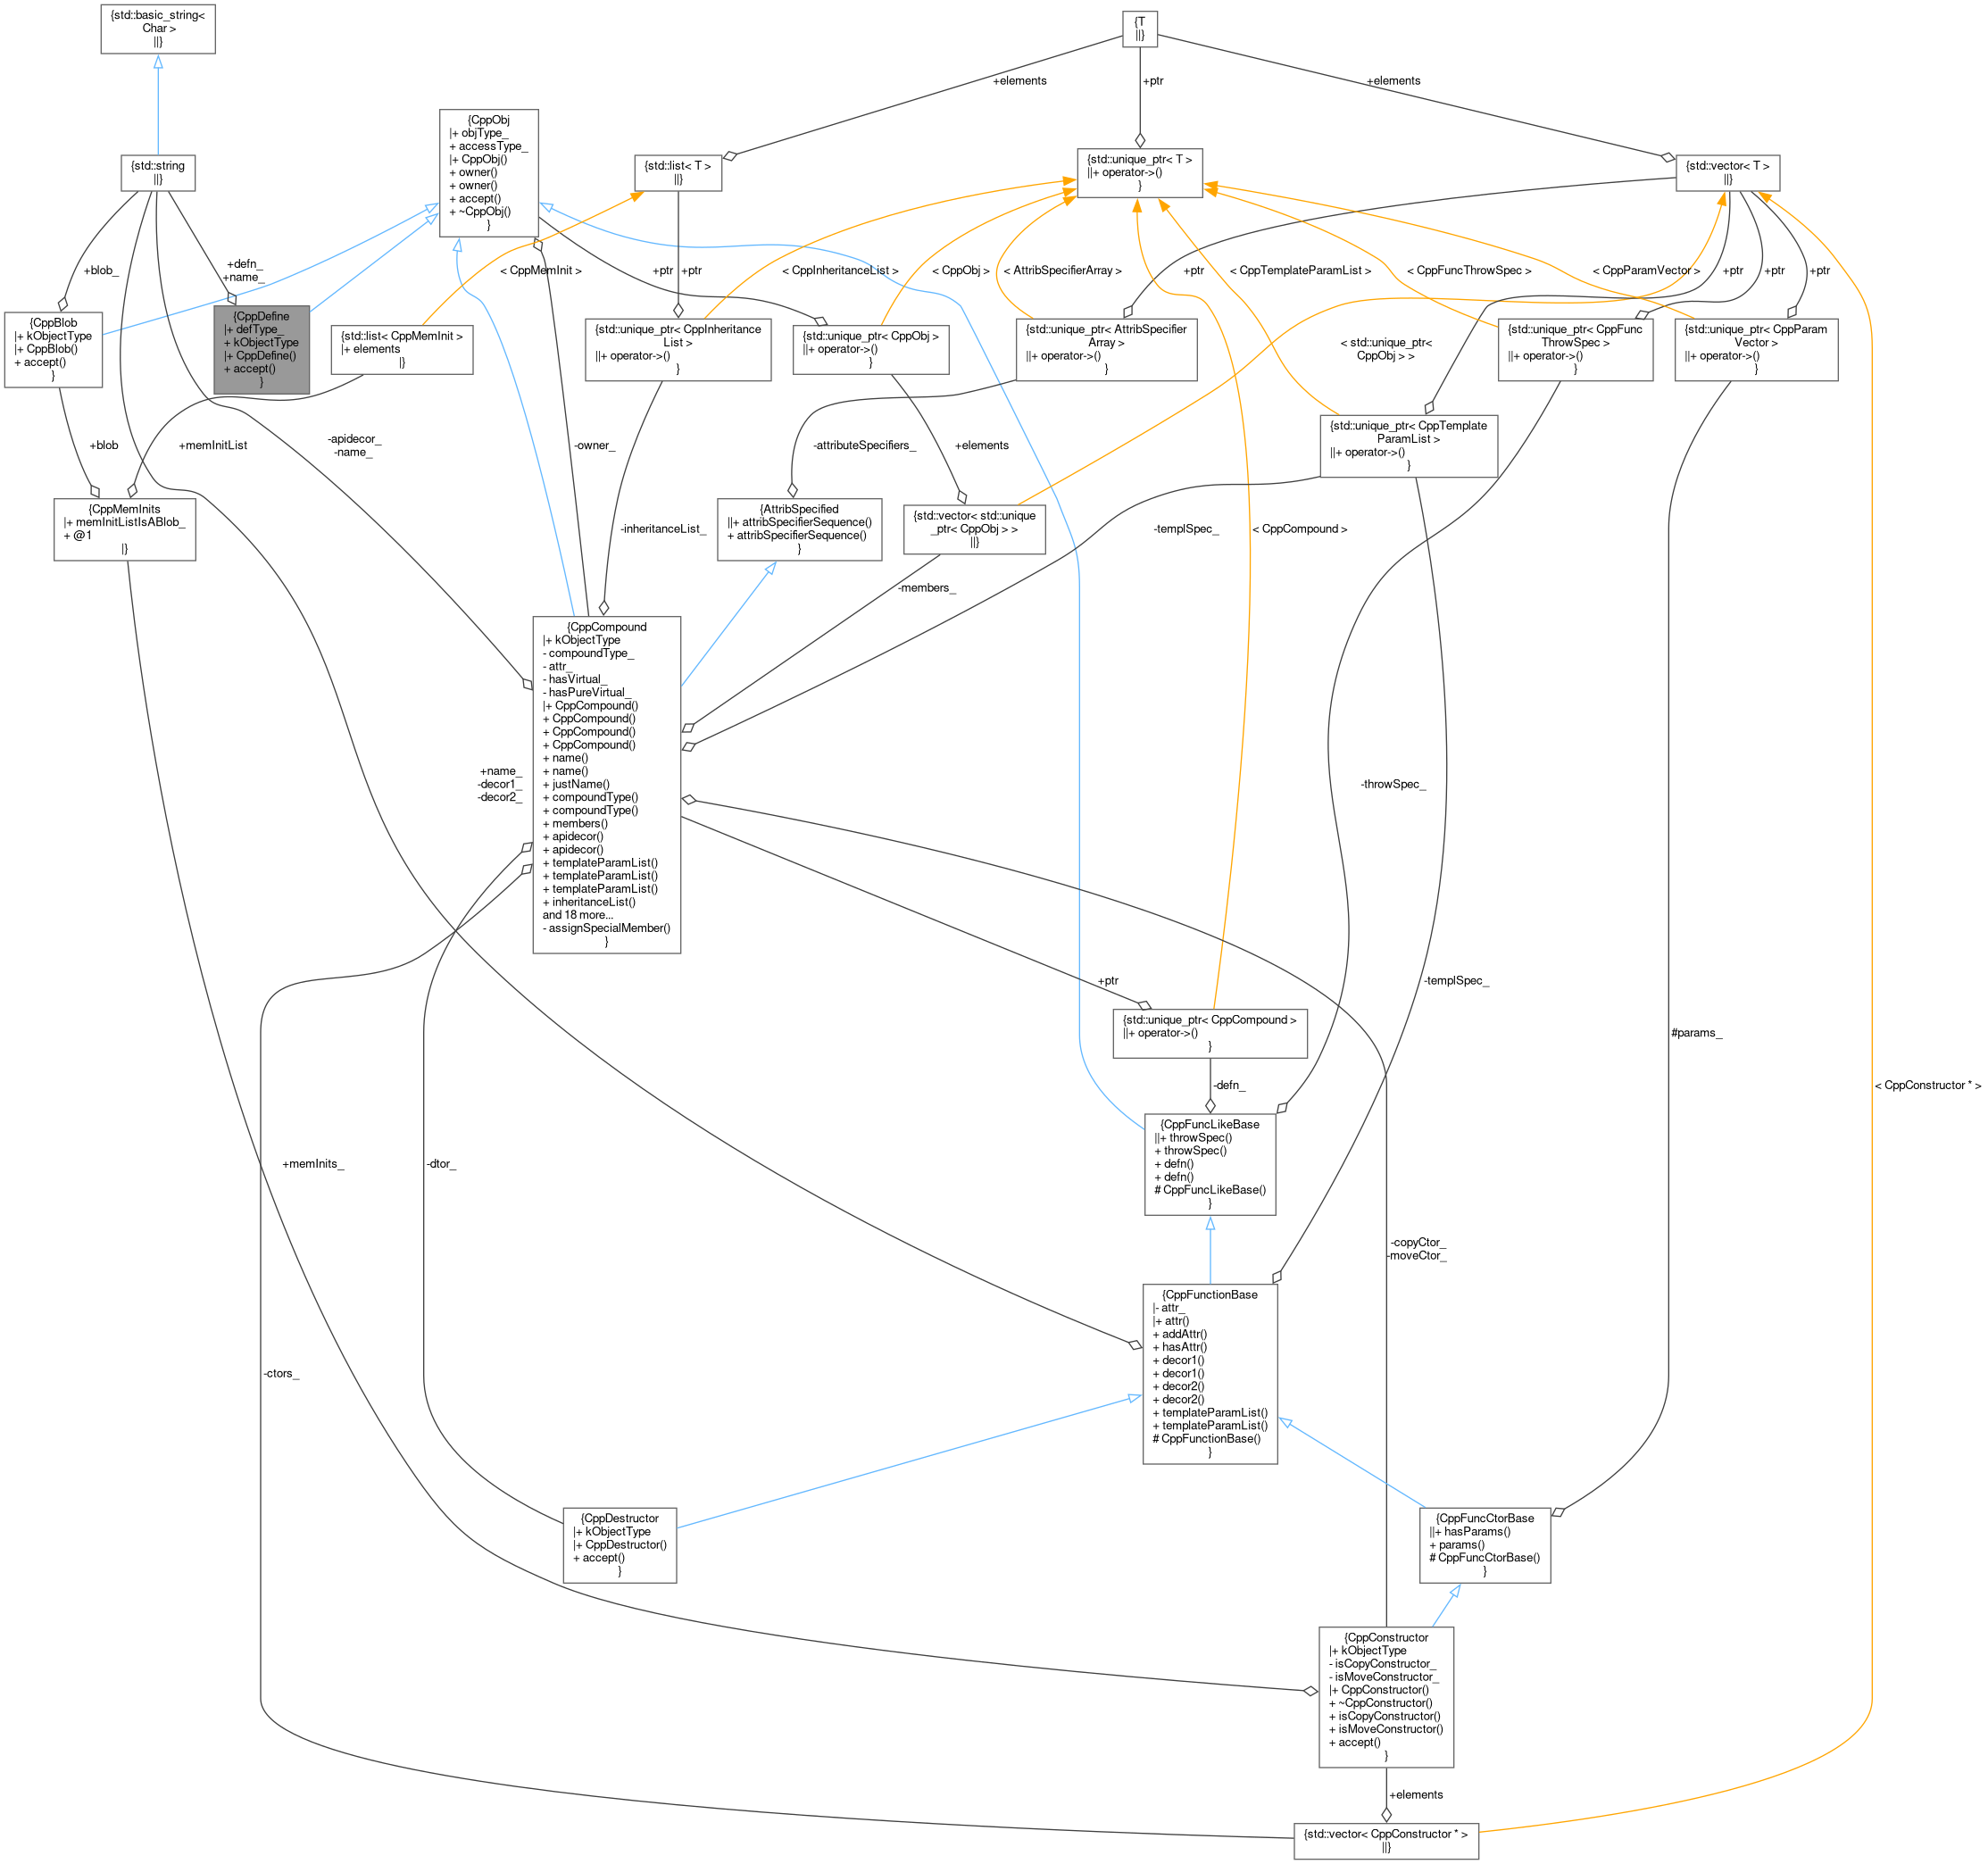 {std::basic_string<
Char >
||}
{T
||}
+elements
+ptr
+elements
{CppObj
|+ objType_
+ accessType_
|+ CppObj()
+ owner()
+ owner()
+ accept()
+ ~CppObj()
}
{std::string
||}
{std::list< T >
||}
{std::unique_ptr< T >
||+ operator->()
}
{std::vector< T >
||}
+blob_
+defn_
+name_
< CppMemInit >
+ptr
+ptr
< CppInheritanceList >
< CppObj >
< AttribSpecifierArray >
+ptr
< CppTemplateParamList >
< CppFuncThrowSpec >
< CppParamVector >
+ptr
+ptr
+ptr
{CppBlob
|+ kObjectType
|+ CppBlob()
+ accept()
}
{CppDefine
|+ defType_
+ kObjectType
|+ CppDefine()
+ accept()
}
{std::list< CppMemInit >
|+ elements
|}
{std::unique_ptr< CppInheritance
List >
||+ operator->()
}
{std::unique_ptr< CppObj >
||+ operator->()
}
{std::unique_ptr< AttribSpecifier
Array >
||+ operator->()
}
< std::unique_ptr<
CppObj > >
{std::unique_ptr< CppFunc
ThrowSpec >
||+ operator->()
}
{std::unique_ptr< CppParam
Vector >
||+ operator->()
}
+blob
+memInitList
-apidecor_
-name_
-owner_
-attributeSpecifiers_
+elements
{std::unique_ptr< CppTemplate
ParamList >
||+ operator->()
}
{CppMemInits
|+ memInitListIsABlob_
+ @1
|}
-inheritanceList_
{AttribSpecified
||+ attribSpecifierSequence()
+ attribSpecifierSequence()
}
{std::vector< std::unique
_ptr< CppObj > >
||}
-templSpec_
< CppCompound >
-members_
{CppCompound
|+ kObjectType
- compoundType_
- attr_
- hasVirtual_
- hasPureVirtual_
|+ CppCompound()
+ CppCompound()
+ CppCompound()
+ CppCompound()
+ name()
+ name()
+ justName()
+ compoundType()
+ compoundType()
+ members()
+ apidecor()
+ apidecor()
+ templateParamList()
+ templateParamList()
+ templateParamList()
+ inheritanceList()
and 18 more...
- assignSpecialMember()
}
+name_
-decor1_
-decor2_
-throwSpec_
+ptr
-templSpec_
{std::unique_ptr< CppCompound >
||+ operator->()
}
#params_
-defn_
< CppConstructor * >
{CppFuncLikeBase
||+ throwSpec()
+ throwSpec()
+ defn()
+ defn()
# CppFuncLikeBase()
}
+memInits_
-dtor_
-copyCtor_
-moveCtor_
{CppFunctionBase
|- attr_
|+ attr()
+ addAttr()
+ hasAttr()
+ decor1()
+ decor1()
+ decor2()
+ decor2()
+ templateParamList()
+ templateParamList()
# CppFunctionBase()
}
-ctors_
{CppDestructor
|+ kObjectType
|+ CppDestructor()
+ accept()
}
{CppFuncCtorBase
||+ hasParams()
+ params()
# CppFuncCtorBase()
}
{CppConstructor
|+ kObjectType
- isCopyConstructor_
- isMoveConstructor_
|+ CppConstructor()
+ ~CppConstructor()
+ isCopyConstructor()
+ isMoveConstructor()
+ accept()
}
+elements
{std::vector< CppConstructor * >
||}